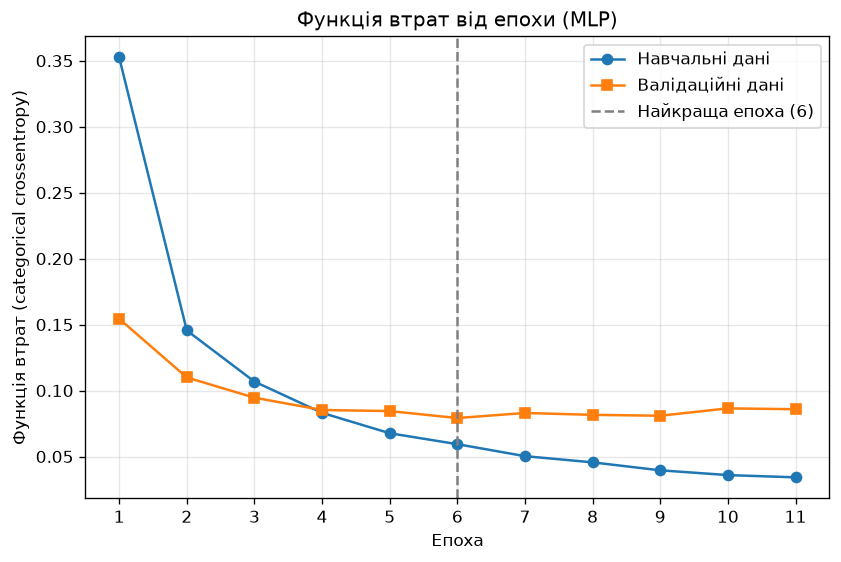 Функція втрат від епохи (MLP)
Навчальні дані
Валідаційні дані
Найкраща епоха (6)
Функція втрат (categorical crossentropy)
0.35
0.30
0.25
0.20
0.15
0.10
0.05
1 2 3 4 5 6 7 8 9 10 11
Епоха